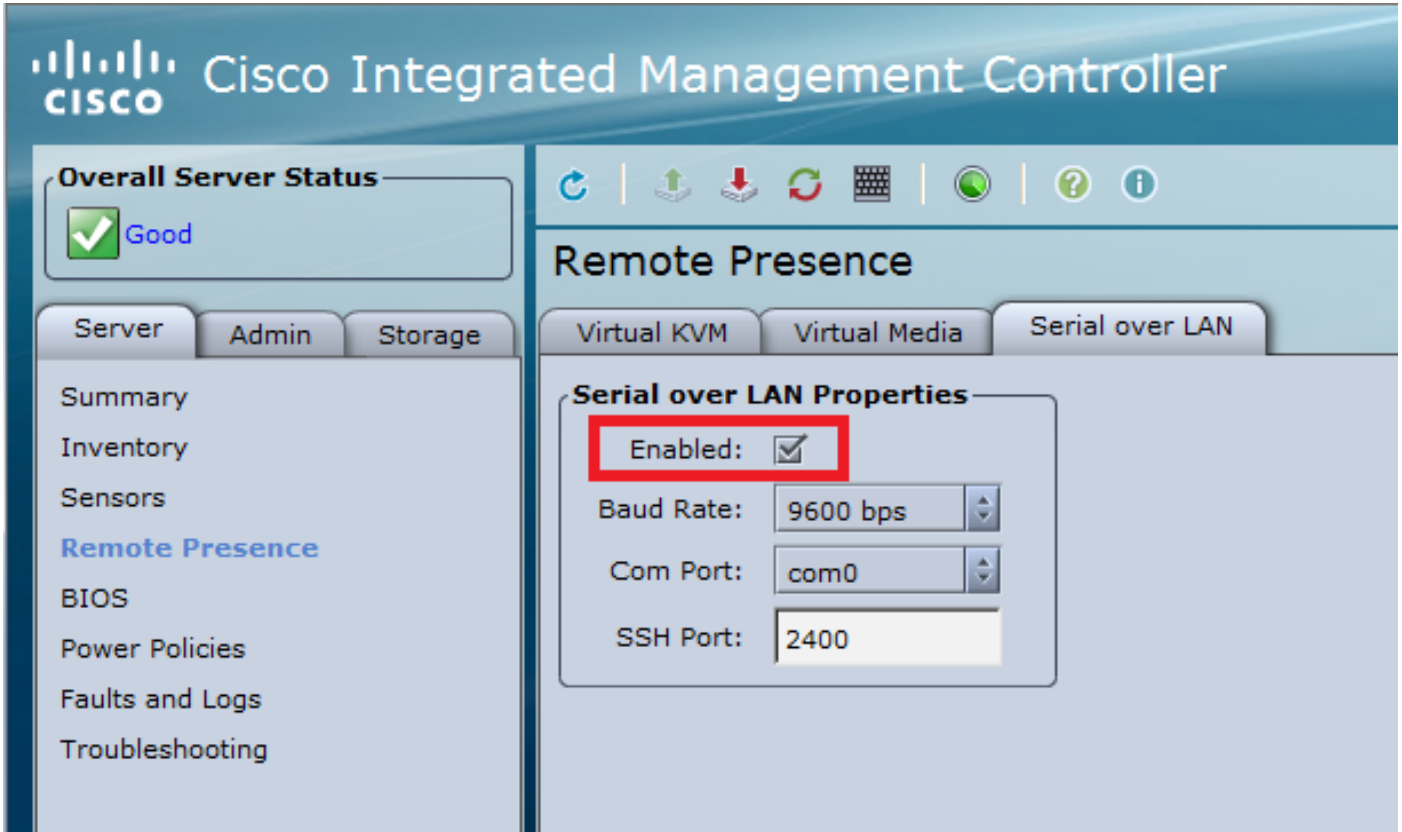 CISCO
Cisco Integrated Management Controller
Overall Server Status
Good
Server Admin Storage
Summary
Inventory
Sensors
Remote Presence
BIOS
Power Policies
Faults and Logs
Troubleshooting
Remote Presence
Virtual KVM Virtual Media Serial over LAN
Serial over LAN Properties
Enabled:
Baud Rate: 9600 bps
Com Port: com0
SSH Port: 2400